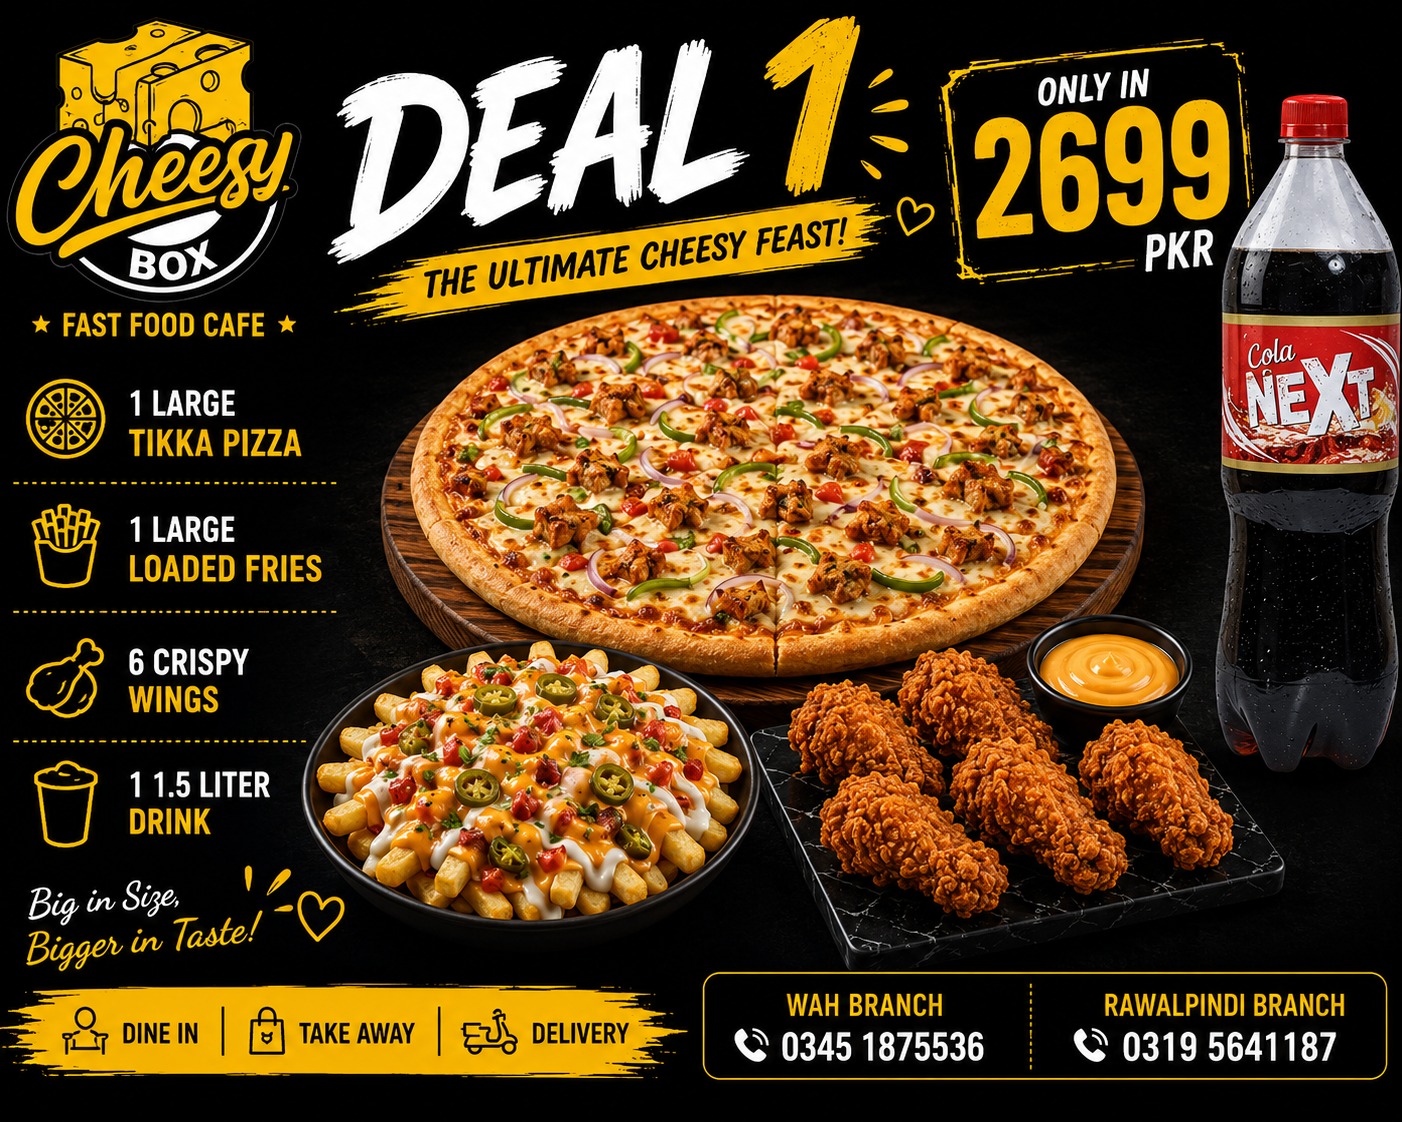 Cheesy
BOX
FAST FOOD CAFE
DEAL 1
THE ULTIMATE CHEESY FEAST!
ONLY IN
2699
PKR
1 LARGE
TIKKA PIZZA
1 LARGE
LOADED FRIES
6 CRISPY
WINGS
1 1.5 LITER
DRINK
Cola
NEXT
Big in Size,
Bigger in Taste!
DINE IN
TAKE AWAY
DELIVERY
WAH BRANCH
0345 1875536
RAWALPINDI BRANCH
0319 5641187